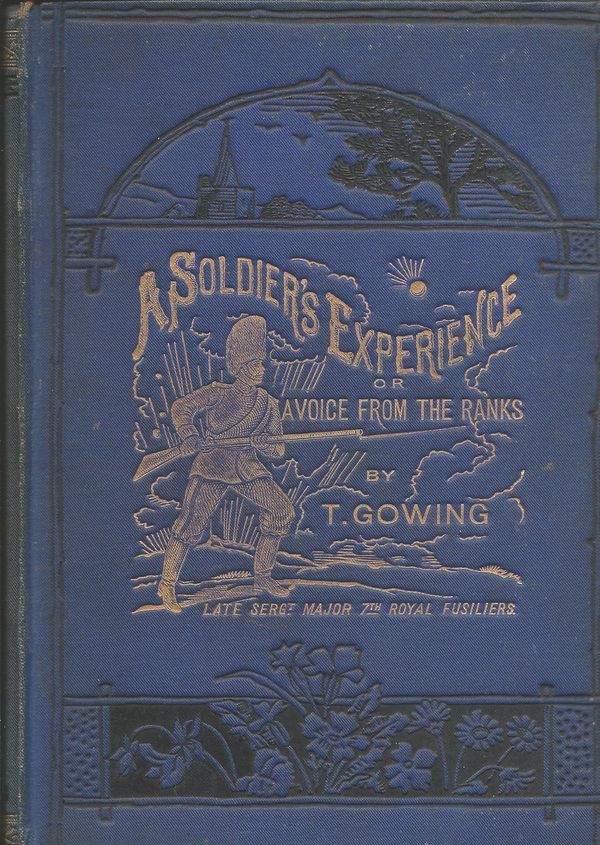 A SOLDIER'S EXPERIENCE
OR
A VOICE FROM THE RANKS
BY
T. GOWING
LATE SERGT MAJOR 7TH ROYAL FUSILIERS.